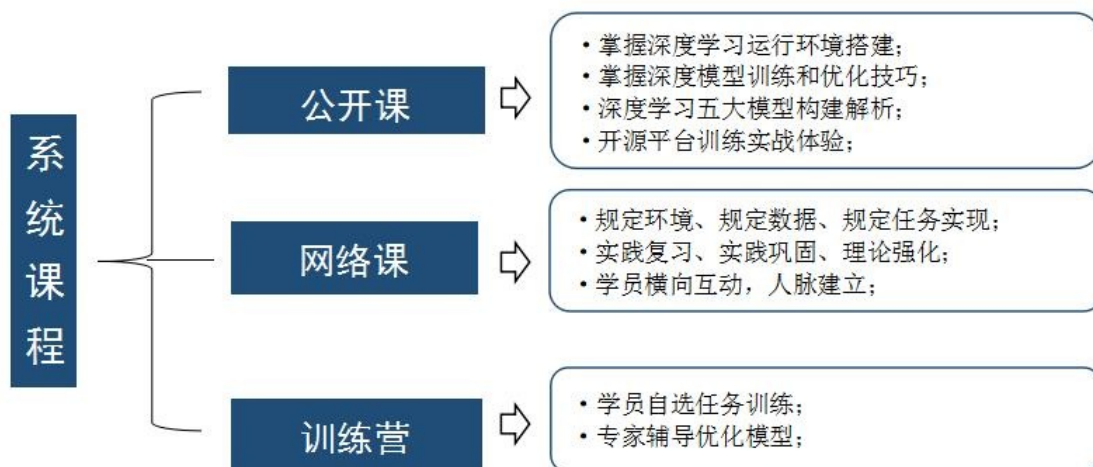 系统课程
公开课
• 掌握深度学习运行环境搭建；
• 掌握深度模型训练和优化技巧；
• 深度学习五大模型构建解析；
• 开源平台训练实战体验；
网络课
• 规定环境、规定数据、规定任务实现；
• 实践复习、实践巩固、理论强化；
• 学员横向互动，人脉建立；
训练营
• 学员自选任务训练；
• 专家辅导优化模型；